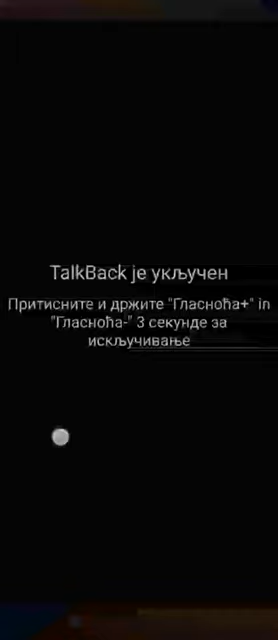 TalkBack је укључен
Притисните и држите "Гласноћа+" in
"Гласноћа-" 3 секунде за
искључивање